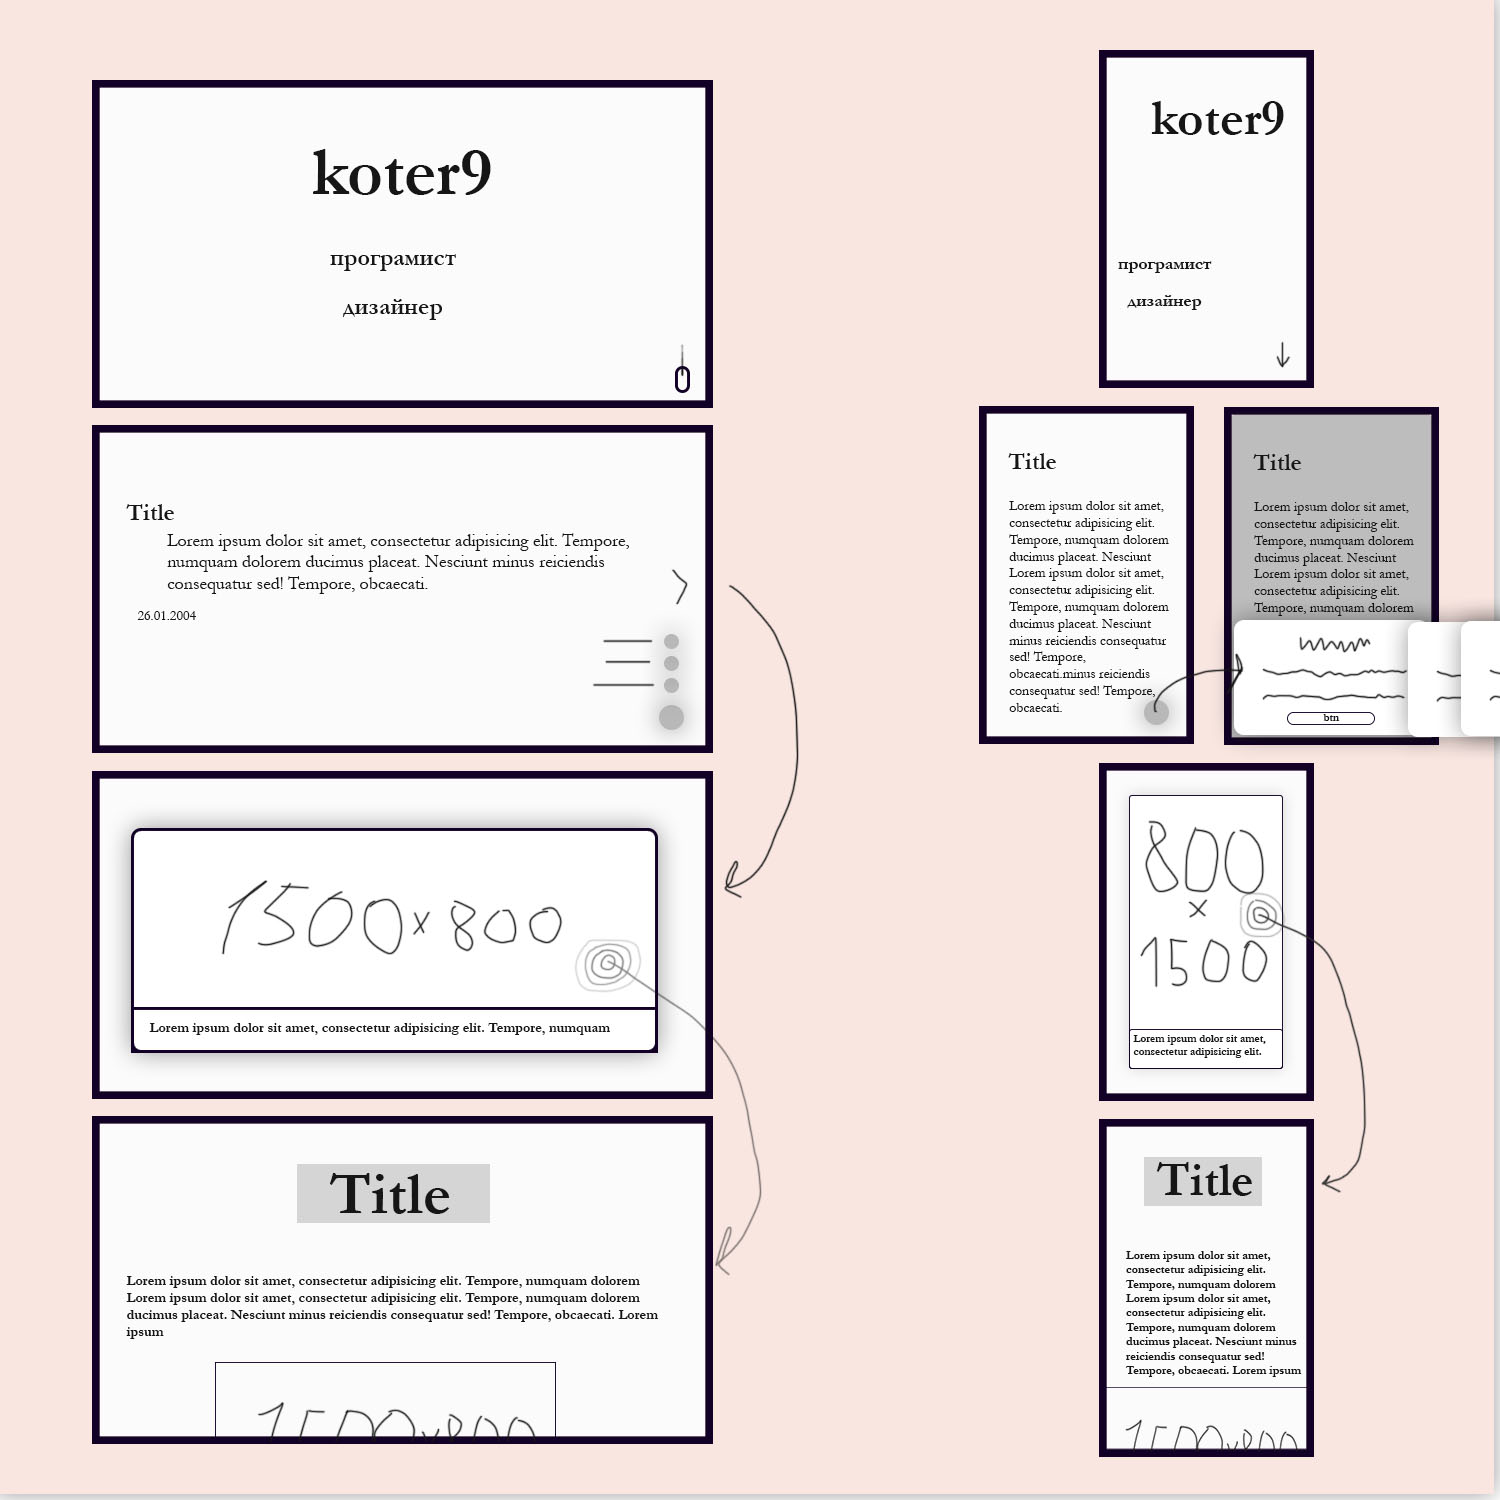 koter9
програмист
дизайнер
Title
Lorem ipsum dolor sit amet, consectetur adipisicing elit. Tempore,
numquam dolorem ducimus placeat. Nesciunt minus reiciendis
consequatur sed! Tempore, obcaecati.
26.01.2004
1500x800
Lorem ipsum dolor sit amet, consectetur adipisicing elit. Tempore, numquam
Title
Lorem ipsum dolor sit amet, consectetur adipisicing elit. Tempore, numquam dolorem
Lorem ipsum dolor sit amet, consectetur adipisicing elit. Tempore, numquam dolorem
ducimus placeat. Nesciunt minus reiciendis consequatur sed! Tempore, obcaecati. Lorem
ipsum
1500x800
koter9
програмист
дизайнер
Title
Lorem ipsum dolor sit amet,
consectetur adipisicing elit.
Tempore, numquam dolorem
ducimus placeat. Nesciunt
Lorem ipsum dolor sit amet,
consectetur adipisicing elit.
Tempore, numquam dolorem
ducimus placeat. Nesciunt
minus reiciendis consequatur
sed! Tempore,
obcaecati.minus reiciendis
consequatur sed! Tempore,
obcaecati.
Title
Lorem ipsum dolor sit amet,
consectetur adipisicing elit.
Tempore, numquam dolorem
ducimus placeat. Nesciunt
Lorem ipsum dolor sit amet,
consectetur adipisicing elit.
Tempore, numquam dolorem
btn
800
x
1500
Lorem ipsum dolor sit amet,
consectetur adipisicing elit.
Title
Lorem ipsum dolor sit amet,
consectetur adipisicing elit.
Tempore, numquam dolorem
Lorem ipsum dolor sit amet,
consectetur adipisicing elit.
Tempore, numquam dolorem
ducimus placeat. Nesciunt minus
reiciendis consequatur sed!
Tempore, obcaecati. Lorem ipsum
1500x800